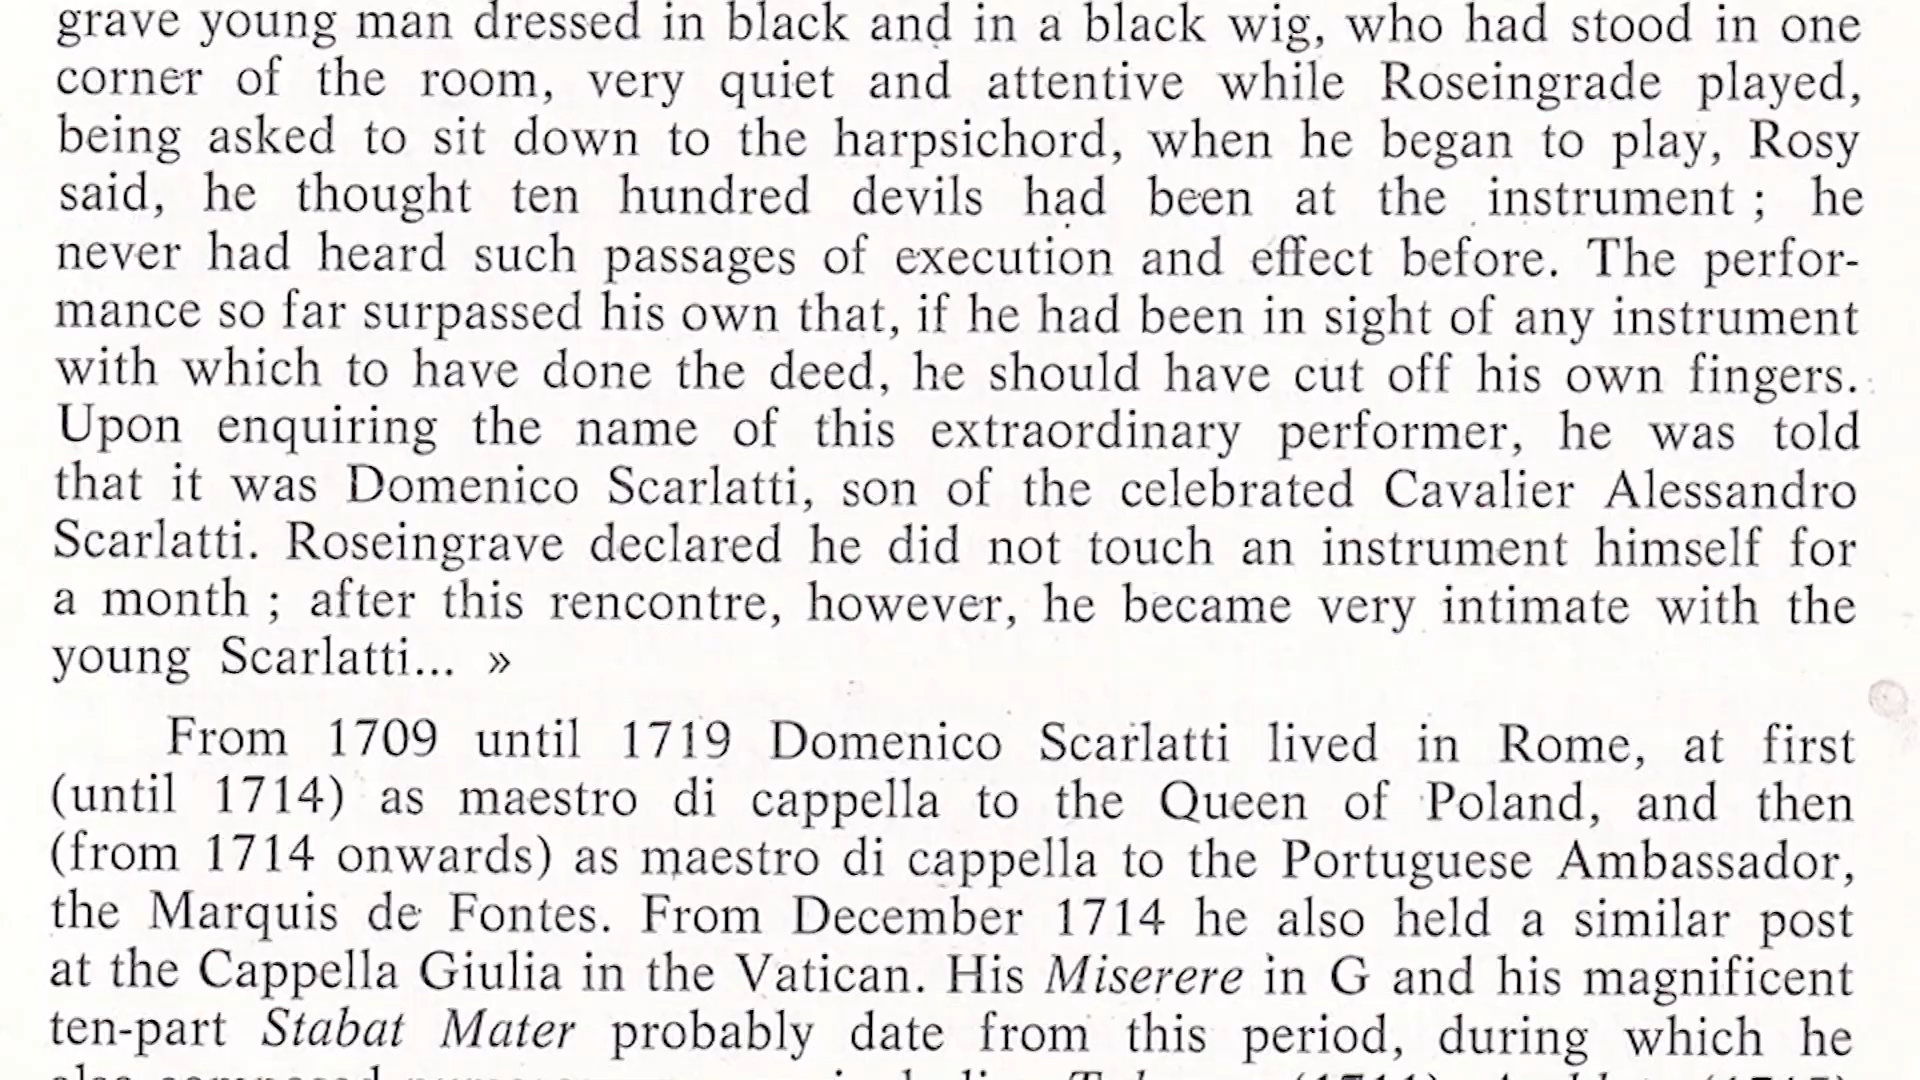 grave young man dressed in black and in a black wig, who had stood in one
corner of the room, very quiet and attentive while Roseingrade played,
being asked to sit down to the harpsichord, when he began to play, Rosy
said, he thought ten hundred devils had been at the instrument ; he
never had heard such passages of execution and effect before. The perfor-
mance so far surpassed his own that, if he had been in sight of any instrument
with which to have done the deed, he should have cut off his own fingers.
Upon enquiring the name of this extraordinary performer, he was told
that it was Domenico Scarlatti, son of the celebrated Cavalier Alessandro
Scarlatti. Roseingrave declared he did not touch an instrument himself for
a month ; after this rencontre, however, he became very intimate with the
young Scarlatti... »
From 1709 until 1719 Domenico Scarlatti lived in Rome, at first
(until 1714) as maestro di cappella to the Queen of Poland, and then
(from 1714 onwards) as maestro di cappella to the Portuguese Ambassador,
the Marquis de Fontes. From December 1714 he also held a similar post
at the Cappella Giulia in the Vatican. His Miserere in G and his magnificent
ten-part Stabat Mater probably date from this period, during which he